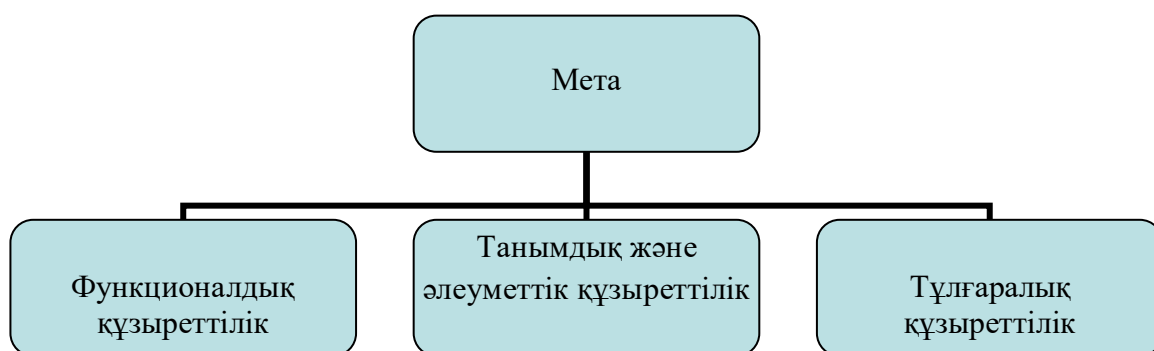 Мета
Функционалдық
құзыреттілік
Танымдық және
әлеуметтік құзыреттілік
Тұлғаралық
құзыреттілік